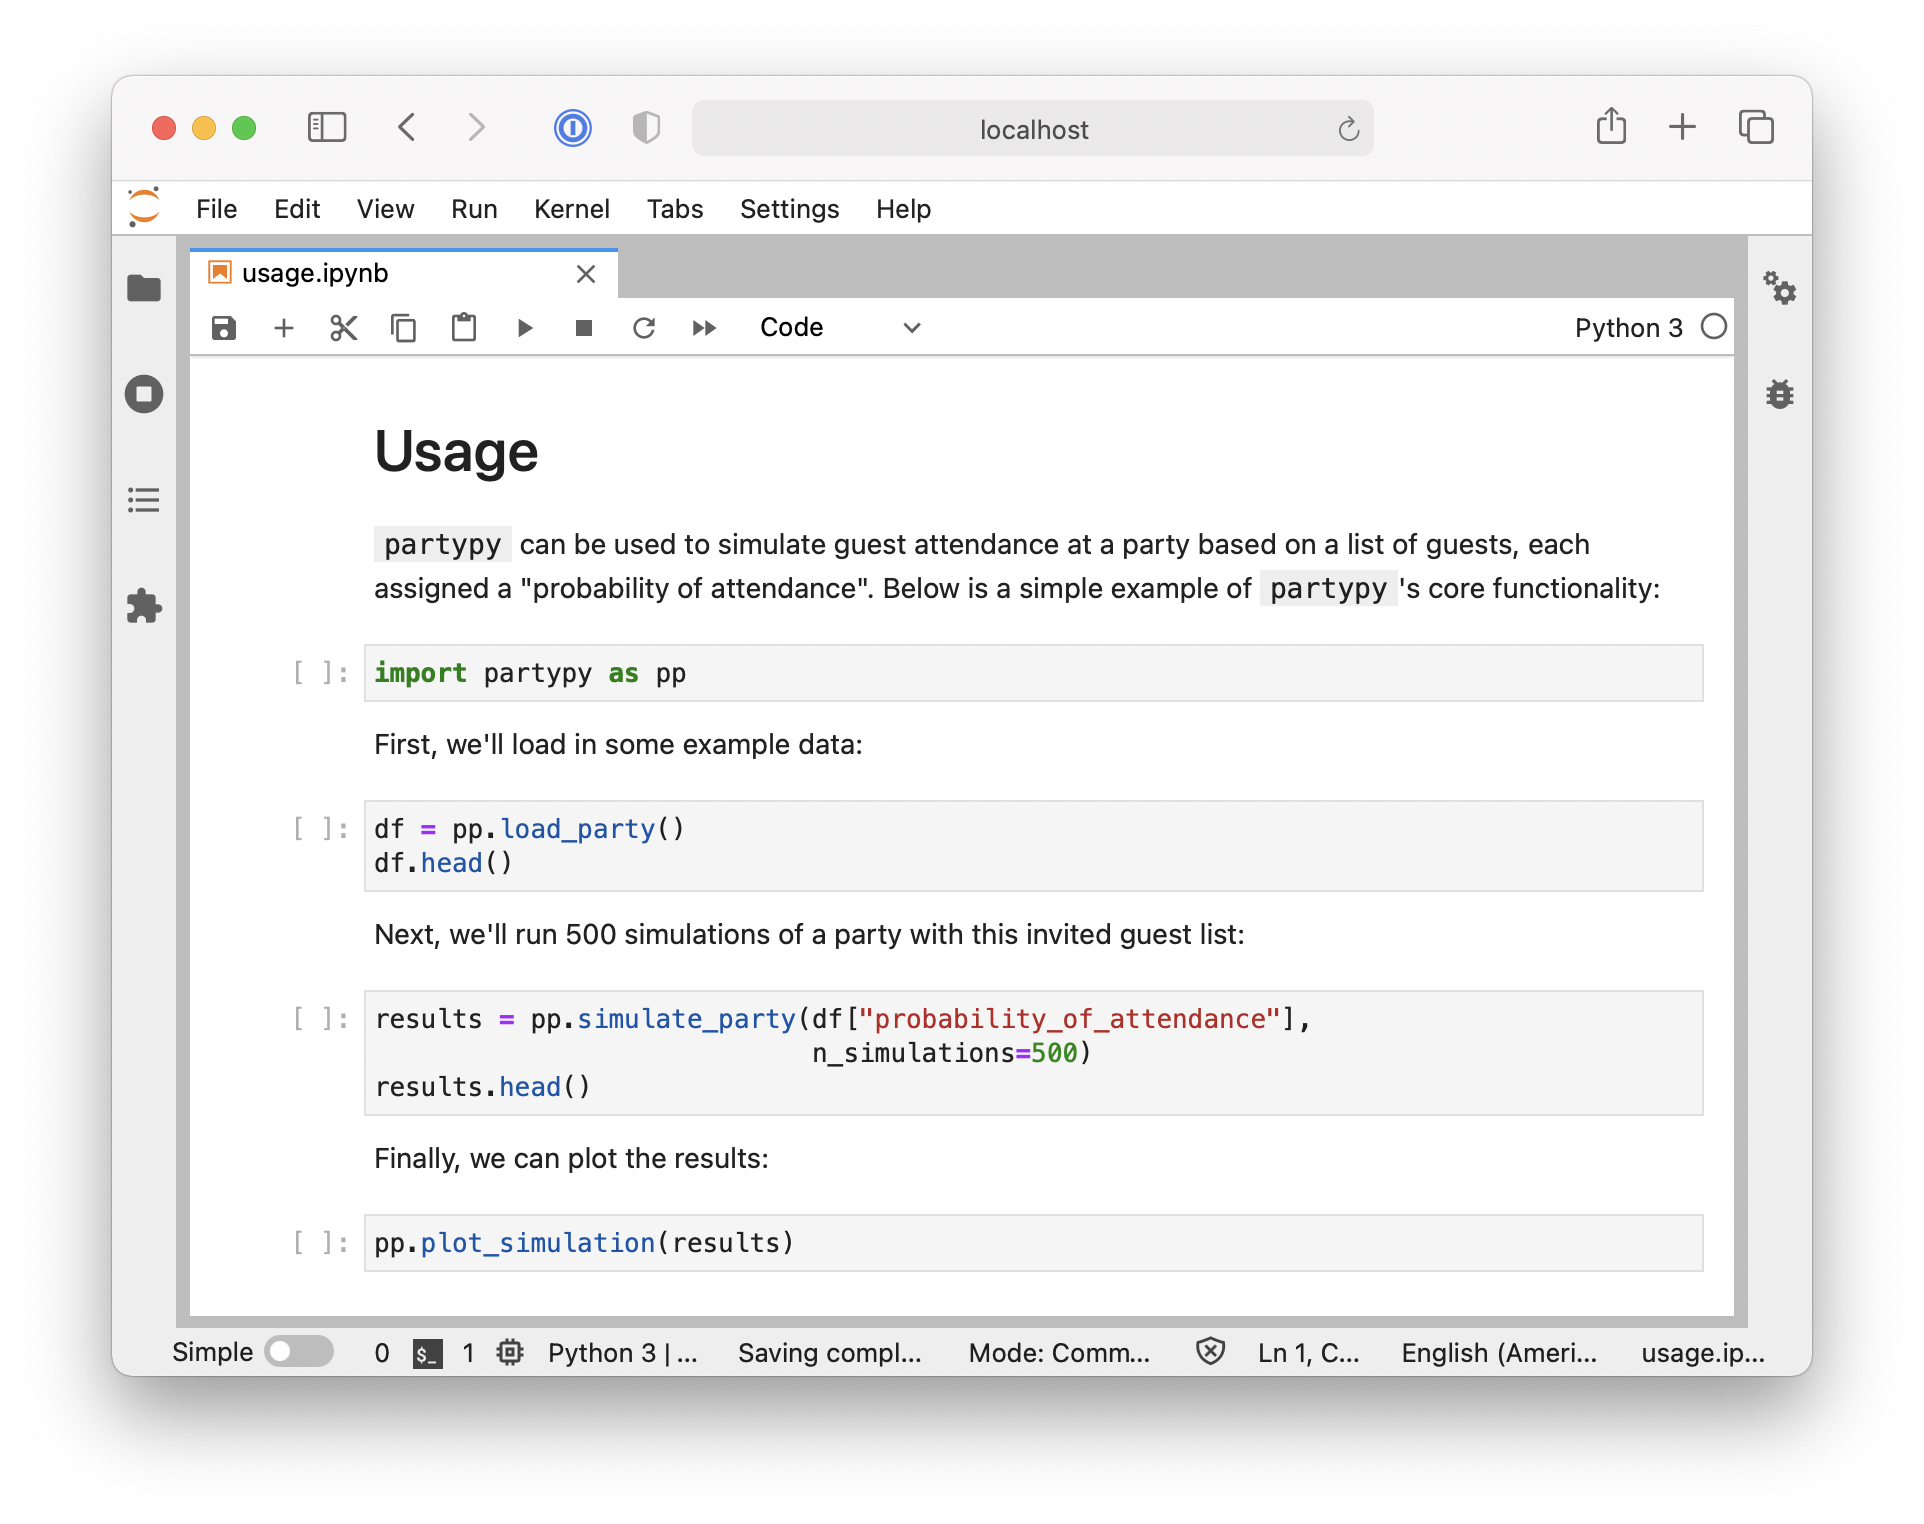 localhost
File Edit View Run Kernel Tabs Settings Help
usage.ipynb
Code
Python 3
Usage
partypy can be used to simulate guest attendance at a party based on a list of guests, each
assigned a "probability of attendance". Below is a simple example of partypy's core functionality:
[ ]: import partypy as pp
First, we'll load in some example data:
[ ]: df = pp.load_party()
df.head()
Next, we'll run 500 simulations of a party with this invited guest list:
[ ]: results = pp.simulate_party(df["probability_of_attendance"],
n_simulations=500)
results.head()
Finally, we can plot the results:
[ ]: pp.plot_simulation(results)
Simple 0 $_ 1 Python 3 | ... Saving compl... Mode: Comm... Ln 1, C... English (Ameri... usage.ip...